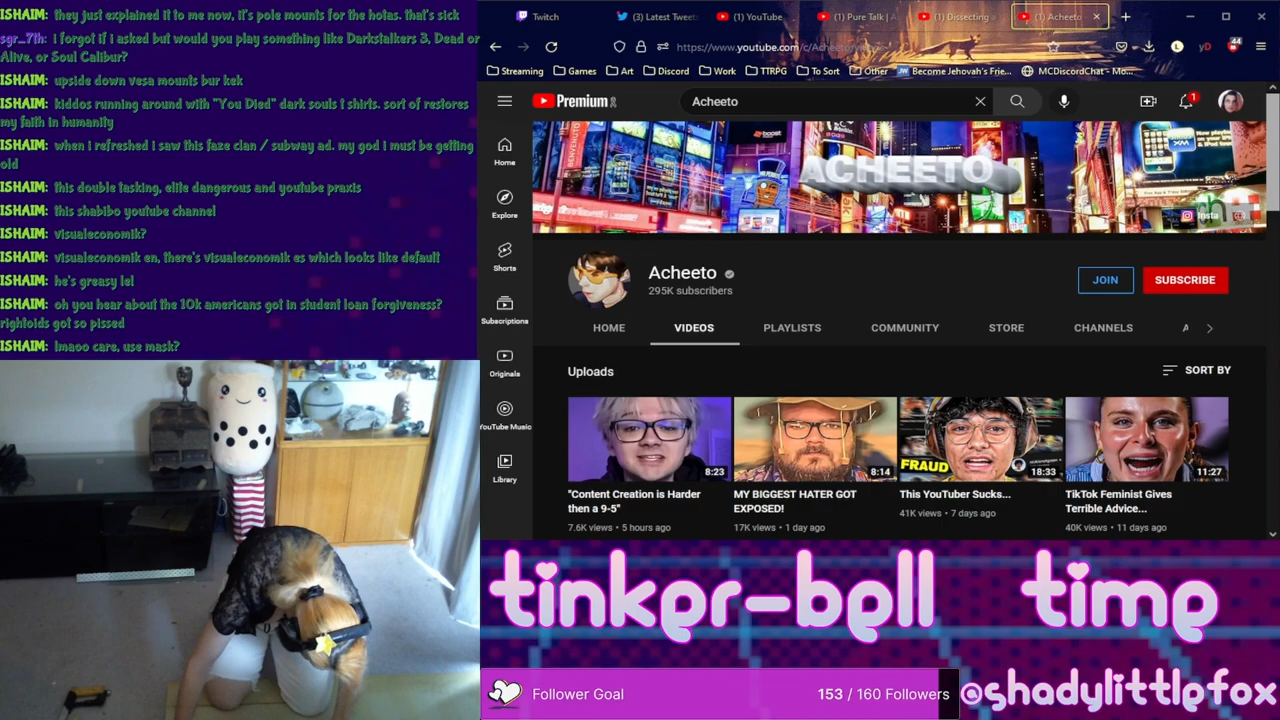 ISHAIM: they just explained it to me now, it's pole mounts for the hotas. that's sick
sgr_7th: i forgot if i asked but would you play something like Darkstalkers 3, Dead or
Alive, or Soul Calibur?
ISHAIM: upside down vesa mounts bur kek
ISHAIM: kiddos running around with "You Died" dark souls t shirts. sort of restores
my faith in humanity
ISHAIM: when i refreshed i saw this faze clan / subway ad. my god i must be getting
old
ISHAIM: this double tasking, elite dangerous and youtube praxis
ISHAIM: this shabibo youtube channel
ISHAIM: visualeconomik?
ISHAIM: visualeconomik en, there's visualeconomik es which looks like default
ISHAIM: he's greasy lel
ISHAIM: oh you hear about the 10k americans got in student loan forgiveness?
rightoids got so pissed
ISHAIM: lmaoo care, use mask?
Twitch
(3) Latest Tweets
(1) YouTube
(1) Pure Talk | A
(1) Dissecting a
(1) Acheeto
https://www.youtube.com/c/Acheeto
44
Streaming
Games
Art
Discord
Work
TTRPG
To Sort
Other
Become Jehovah's Frie...
MCDiscordChat - Mo...
Premium
Acheeto
1
Home
Explore
Shorts
Subscriptions
Originals
YouTube Music
Library
ACHEETO
Insta
Acheeto
295K subscribers
JOIN
SUBSCRIBE
HOME
VIDEOS
PLAYLISTS
COMMUNITY
STORE
CHANNELS
Uploads
SORT BY
8:23
8:14
FRAUD
18:33
11:27
"Content Creation is Harder
then a 9-5"
7.6K views • 5 hours ago
MY BIGGEST HATER GOT
EXPOSED!
17K views • 1 day ago
This YouTuber Sucks...
41K views • 7 days ago
TikTok Feminist Gives
Terrible Advice...
40K views • 11 days ago
tinker-bell time
Follower Goal
153 / 160 Followers
@shadylittlefox